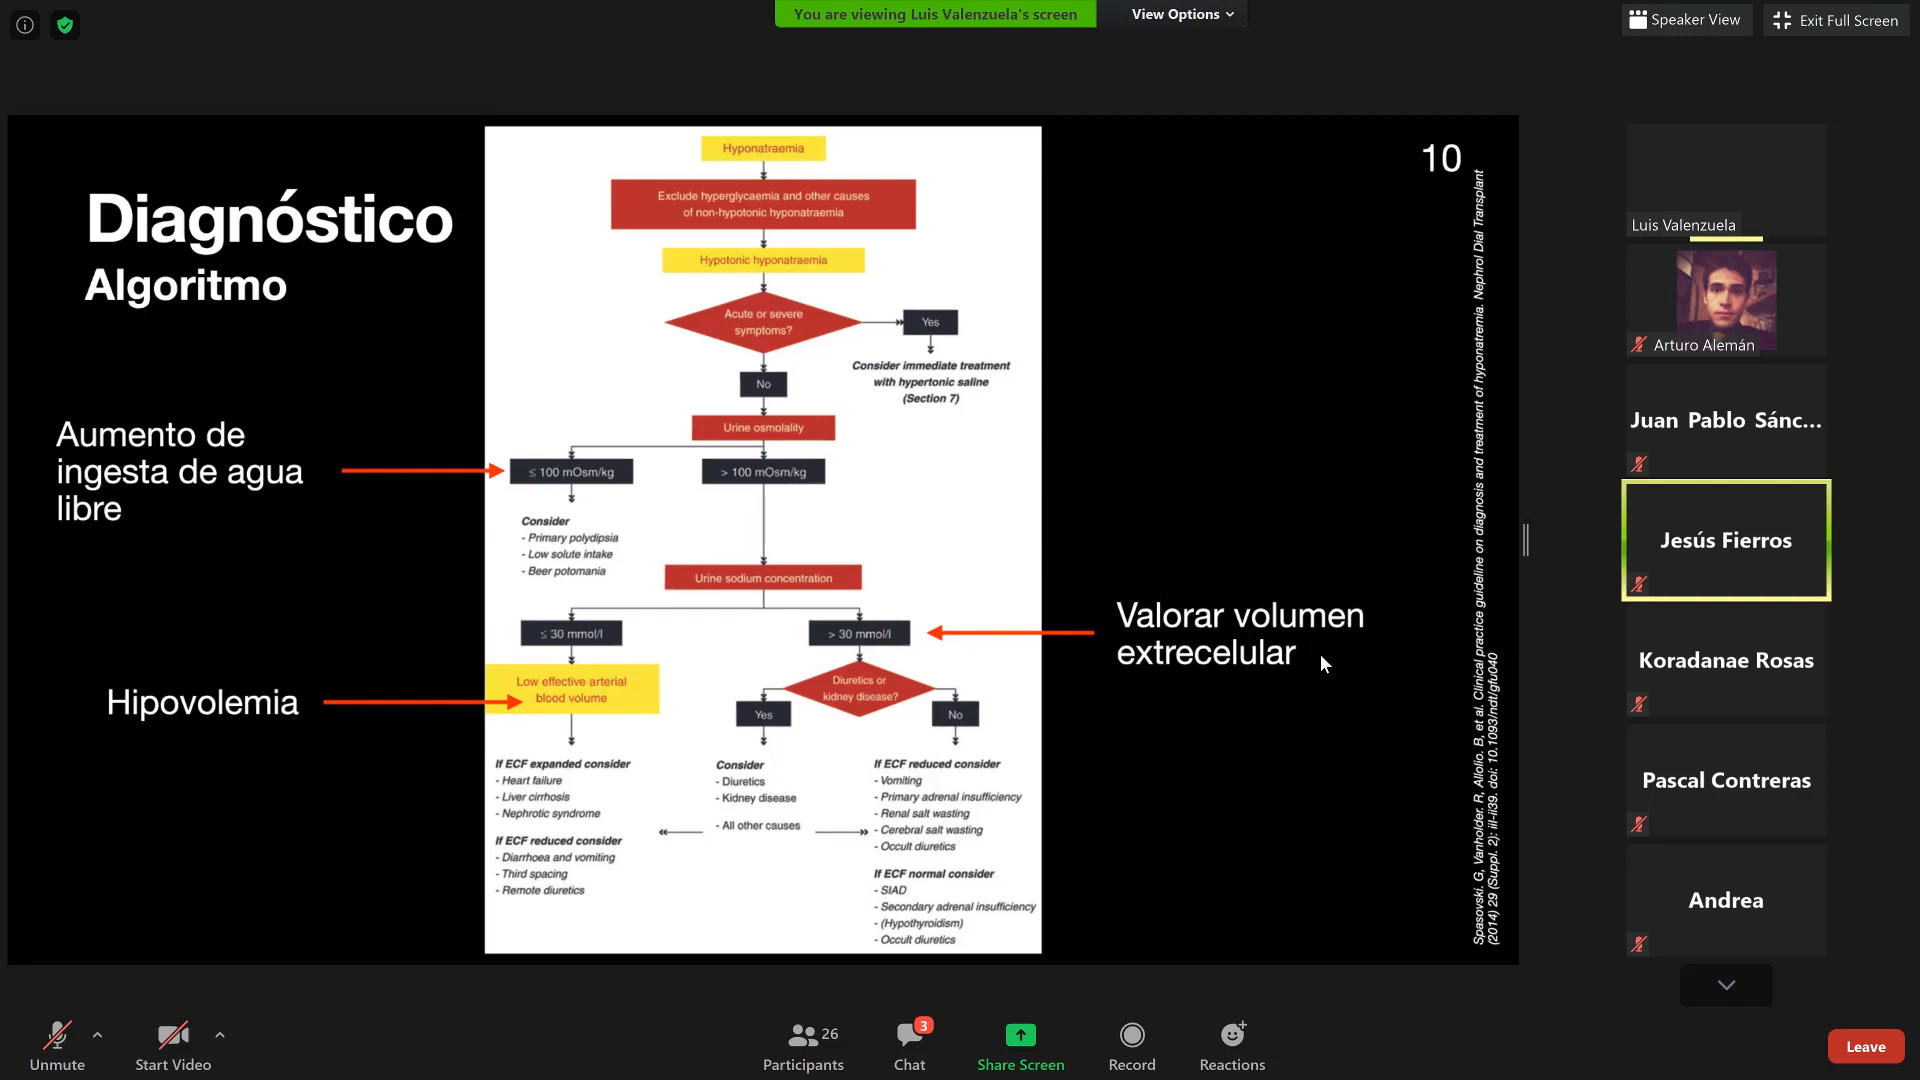 You are viewing Luis Valenzuela's screen
View Options
Speaker View
Exit Full Screen
10
Diagnóstico
Algoritmo
Aumento de
ingesta de agua
libre
Hipovolemia
Hyponatraemia
Exclude hyperglycaemia and other causes
of non-hypotonic hyponatraemia
Hypotonic hyponatraemia
Acute or severe
symptoms?
Yes
Consider immediate treatment
with hypertonic saline
(Section 7)
No
Urine osmolality
≤ 100 mOsm/kg
> 100 mOsm/kg
Consider
- Primary polydipsia
- Low solute intake
- Beer potomania
Urine sodium concentration
≤ 30 mmol/l
> 30 mmol/l
Low effective arterial
blood volume
Diuretics or
kidney disease?
Yes
No
If ECF expanded consider
- Heart failure
- Liver cirrhosis
- Nephrotic syndrome
If ECF reduced consider
- Diarrhoea and vomiting
- Third spacing
- Remote diuretics
Consider
- Diuretics
- Kidney disease
- All other causes
If ECF reduced consider
- Vomiting
- Primary adrenal insufficiency
- Renal salt wasting
- Cerebral salt wasting
- Occult diuretics
If ECF normal consider
- SIAD
- Secondary adrenal insufficiency
- (Hypothyroidism)
- Occult diuretics
Valorar volumen
extrecelular
Spasovski. G, Vanholder. R, Allolio. B, et al. Clinical practice guideline on diagnosis and treatment of hyponatremia. Nephrol Dial Transplant
(2014) 29 (Suppl. 2): ii1-ii39. doi: 10.1093/ndt/gfu040
Luis Valenzuela
Arturo Alemán
Juan Pablo Sánc...
Jesús Fierros
Koradanae Rosas
Pascal Contreras
Andrea
Unmute
Start Video
26
Participants
3
Chat
Share Screen
Record
Reactions
Leave